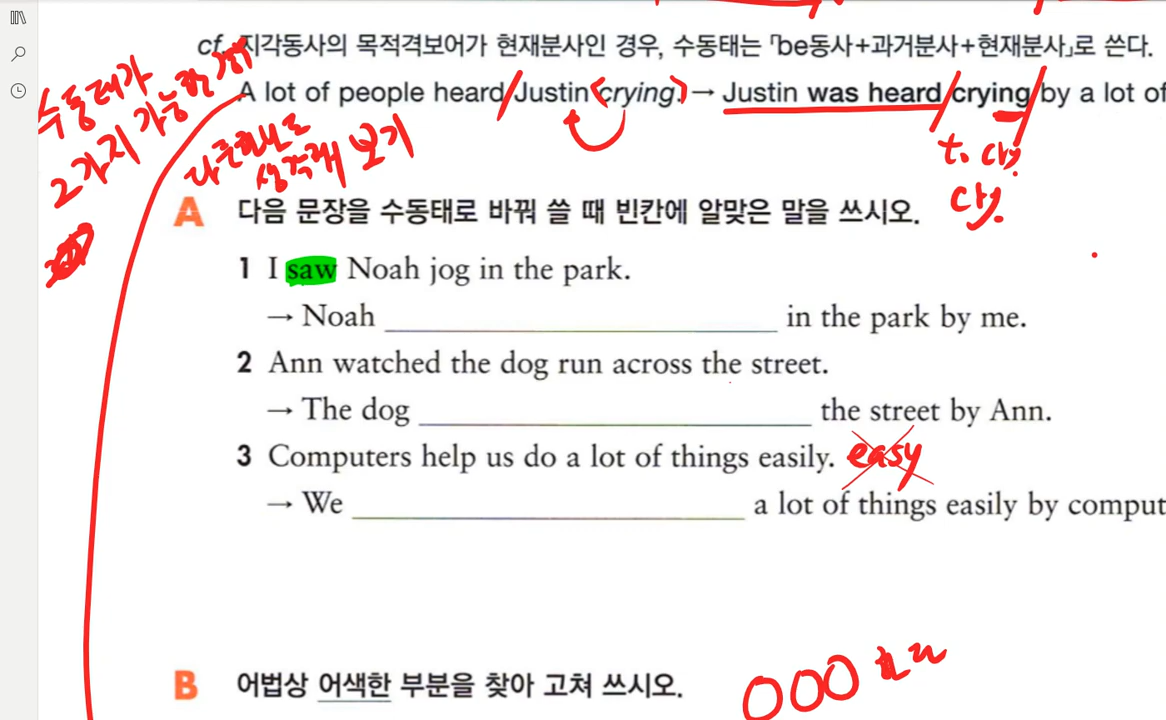 cf. 지각동사의 목적격보어가 현재분사인 경우, 수동태는 「be동사+과거분사+현재분사」로 쓴다.
A lot of people heard/Justin (crying.) → Justin was heard/crying/by a lot of
수동태가
2가지 가능한
생각해 보기
t. cry.
cry.
A 다음 문장을 수동태로 바꿔 쓸 때 빈칸에 알맞은 말을 쓰시오.
1 I saw Noah jog in the park.
→ Noah ____ in the park by me.
2 Ann watched the dog run across the street.
→ The dog ____ the street by Ann.
3 Computers help us do a lot of things easily. easy
→ We ____ a lot of things easily by comput
B 어법상 어색한 부분을 찾아 고쳐 쓰시오.